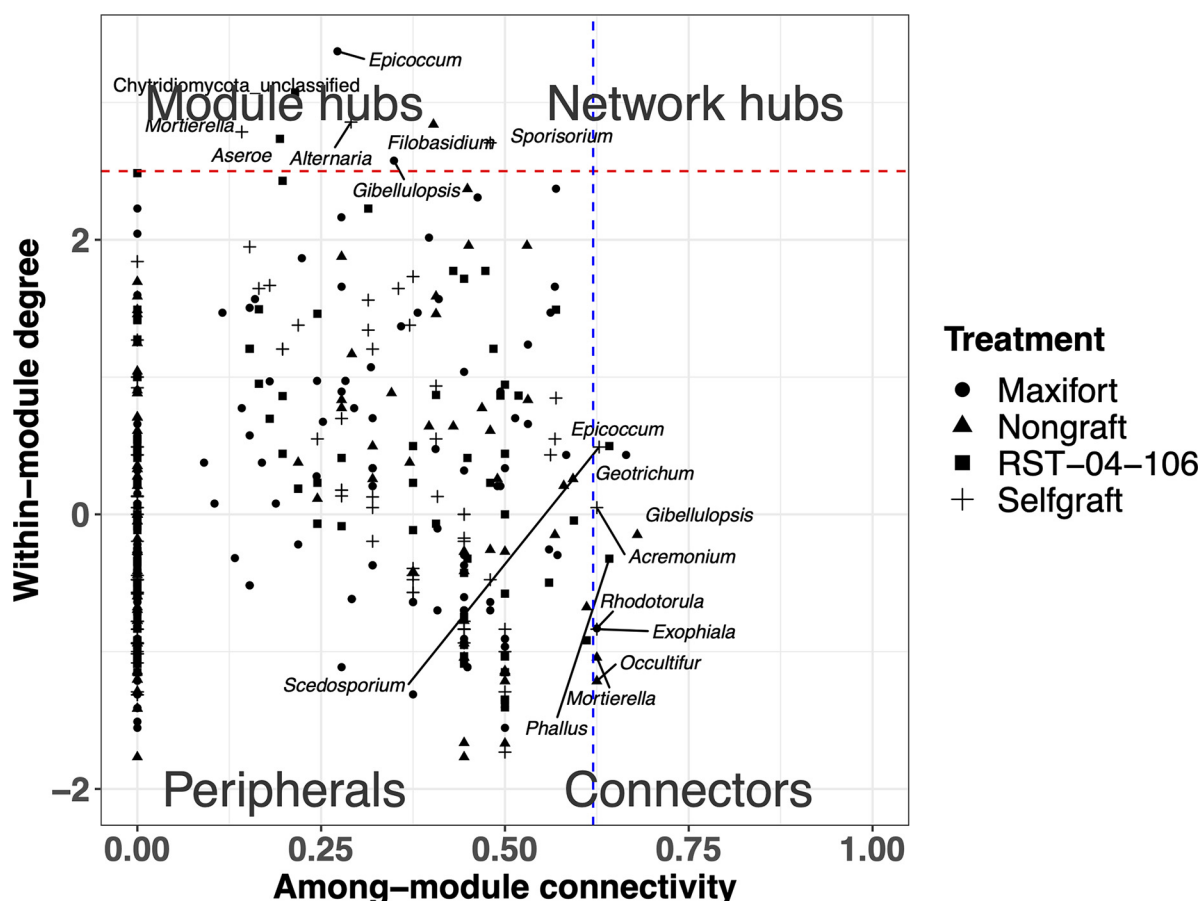 Epicoccum
Chytridiomycota_unclassified
Module hubs
Network hubs
Mortierella
Filobasidium
Sporisorium
Aseroe
Alternaria
Gibellulopsis
2
Within−module degree
Treatment
Maxifort
Nongraft
RST−04−106
Selfgraft
Epicoccum
Geotrichum
0
Gibellulopsis
Acremonium
Rhodotorula
Exophiala
Occultifur
Scedosporium
Mortierella
Phallus
−2
Peripherals
Connectors
0.00 0.25 0.50 0.75 1.00
Among−module connectivity